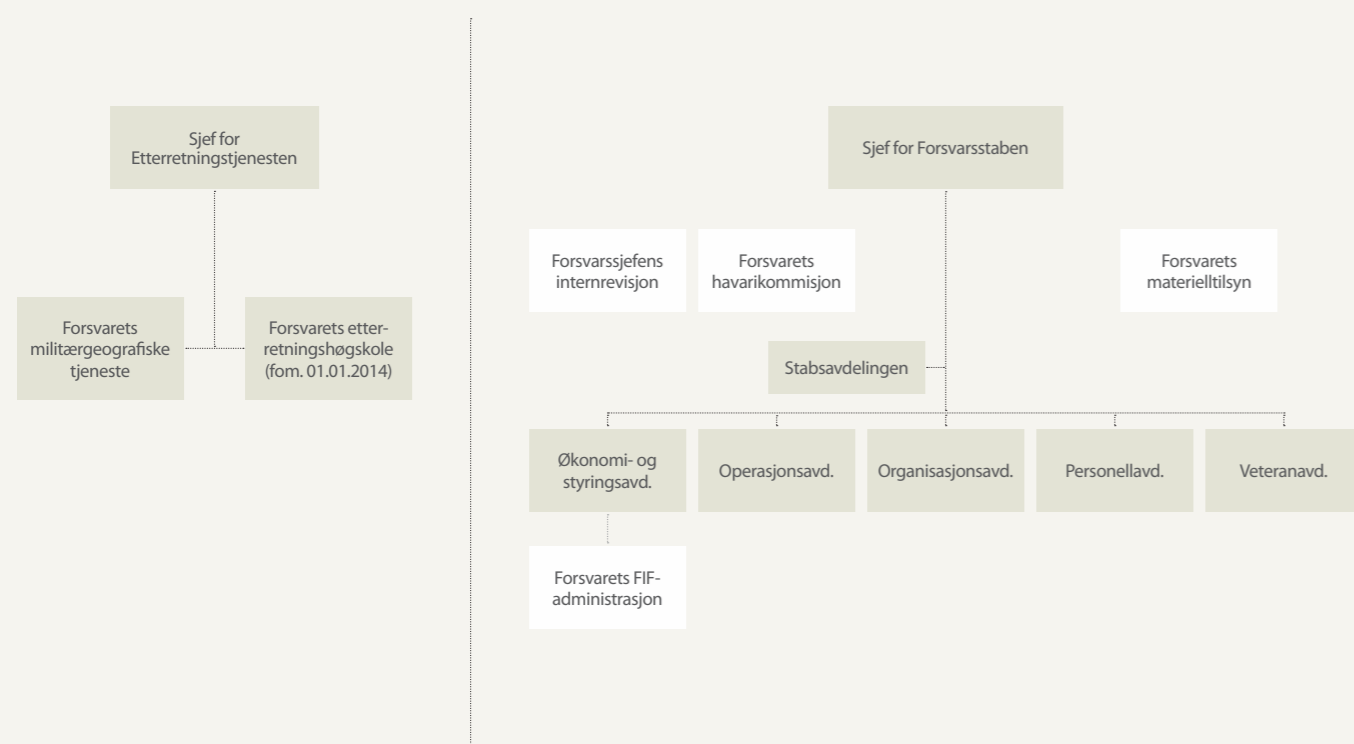 Sjef for
Etterretningstjenesten
Forsvarets
militærgeografiske
tjeneste
Forsvarets etter-
retningshøgskole
(fom. 01.01.2014)
Sjef for Forsvarsstaben
Forsvarssjefens
internrevisjon
Forsvarets
havarikommisjon
Forsvarets
materielltilsyn
Stabsavdelingen
Økonomi- og
styringsavd.
Operasjonsavd.
Organisasjonsavd.
Personellavd.
Veteranavd.
Forsvarets FIF-
administrasjon